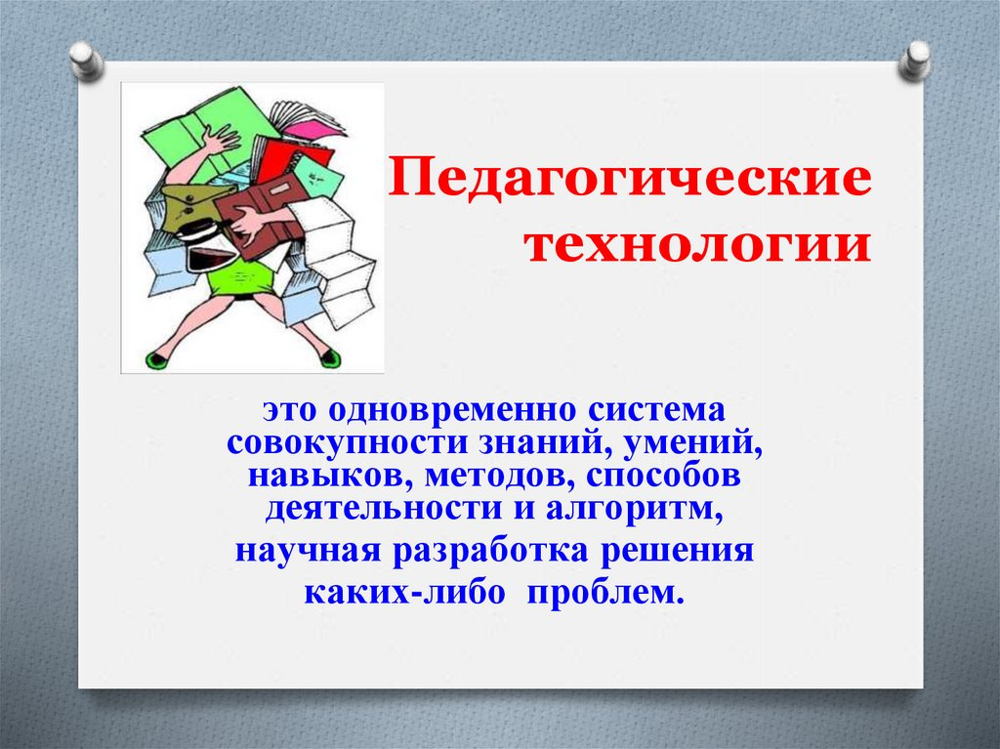 Педагогические
технологии
это одновременно система
совокупности знаний, умений,
навыков, методов, способов
деятельности и алгоритм,
научная разработка решения
каких-либо  проблем.